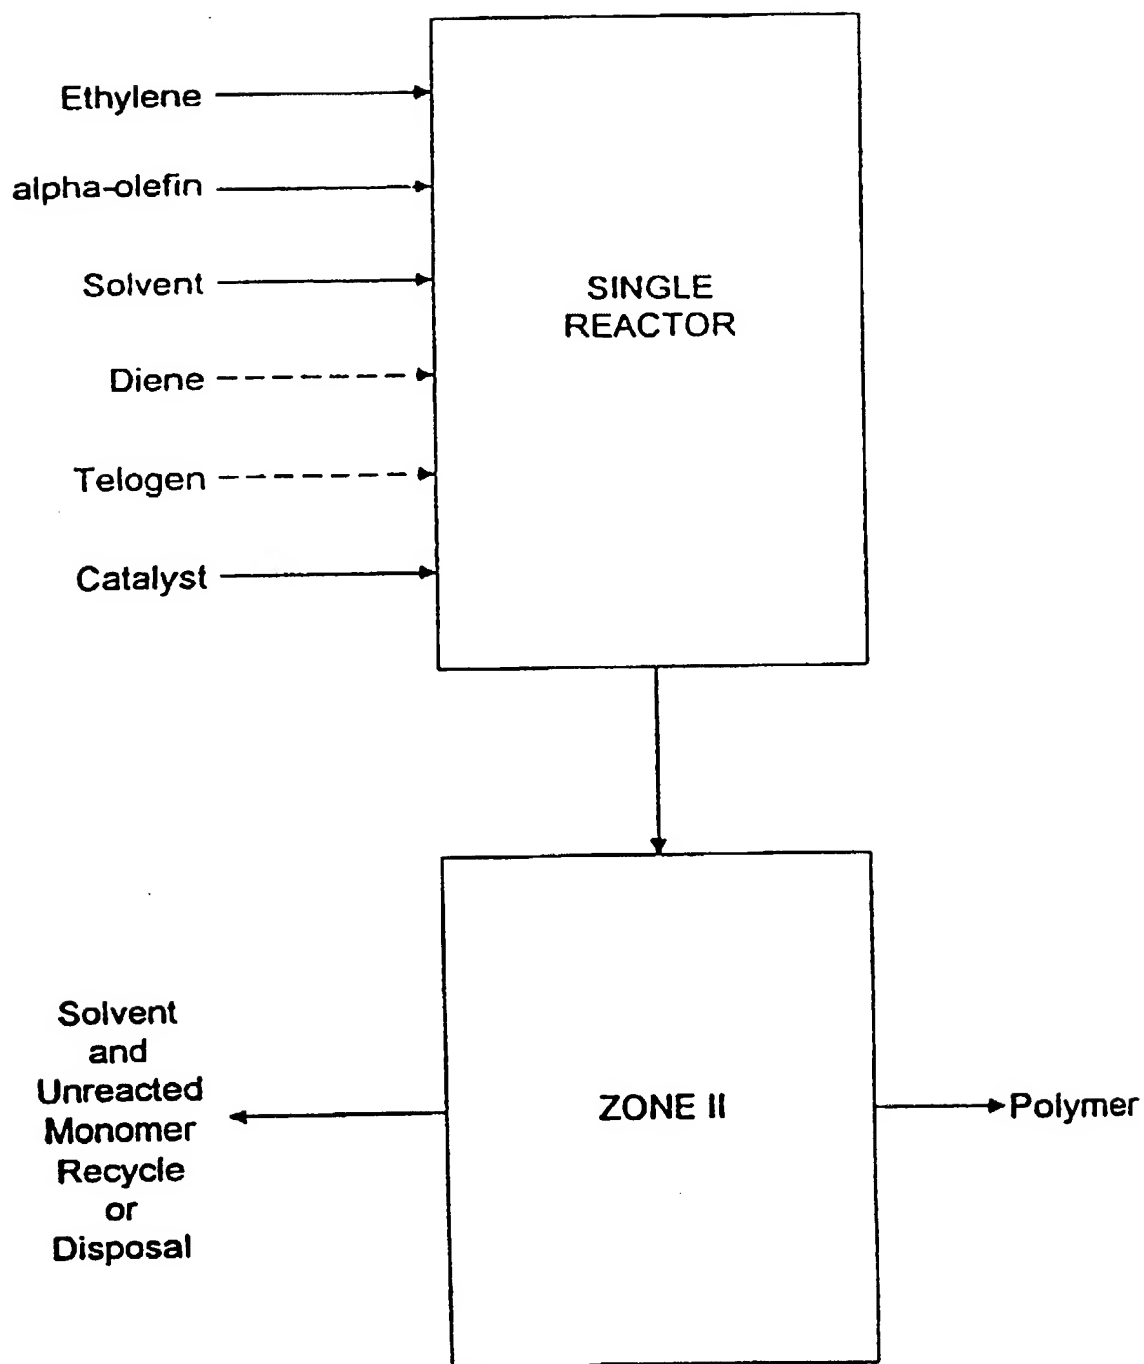 Ethylene
alpha-olefin
Solvent
Diene
Telogen
Catalyst
SINGLE
REACTOR
Solvent
and
Unreacted
Monomer
Recycle
or
Disposal
ZONE II
Polymer